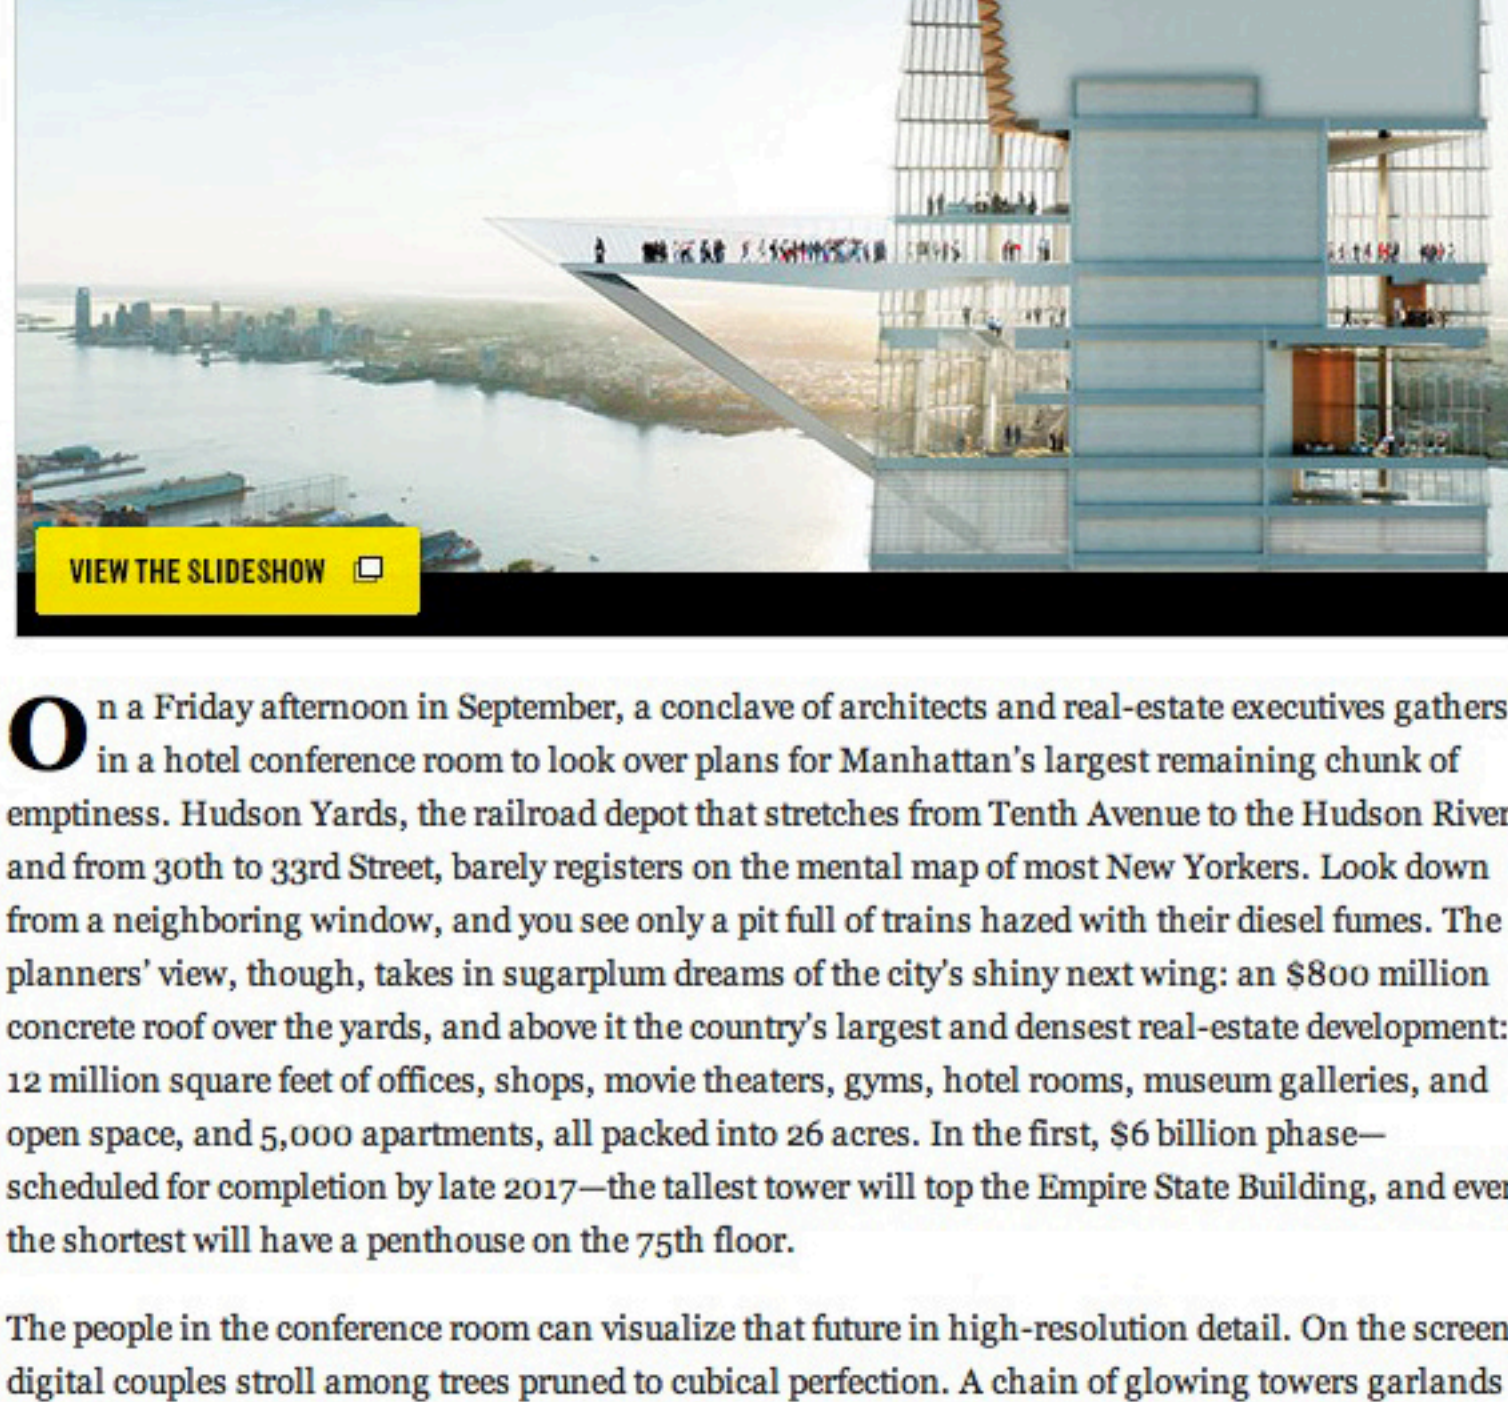 VIEW THE SLIDESHOW
On a Friday afternoon in September, a conclave of architects and real-estate executives gathers
in a hotel conference room to look over plans for Manhattan’s largest remaining chunk of
emptiness. Hudson Yards, the railroad depot that stretches from Tenth Avenue to the Hudson River
and from 30th to 33rd Street, barely registers on the mental map of most New Yorkers. Look down
from a neighboring window, and you see only a pit full of trains hazed with their diesel fumes. The
planners’ view, though, takes in sugarplum dreams of the city’s shiny next wing: an $800 million
concrete roof over the yards, and above it the country’s largest and densest real-estate development:
12 million square feet of offices, shops, movie theaters, gyms, hotel rooms, museum galleries, and
open space, and 5,000 apartments, all packed into 26 acres. In the first, $6 billion phase—
scheduled for completion by late 2017—the tallest tower will top the Empire State Building, and even
the shortest will have a penthouse on the 75th floor.
The people in the conference room can visualize that future in high-resolution detail. On the screen
digital couples stroll among trees pruned to cubical perfection. A chain of glowing towers garlands